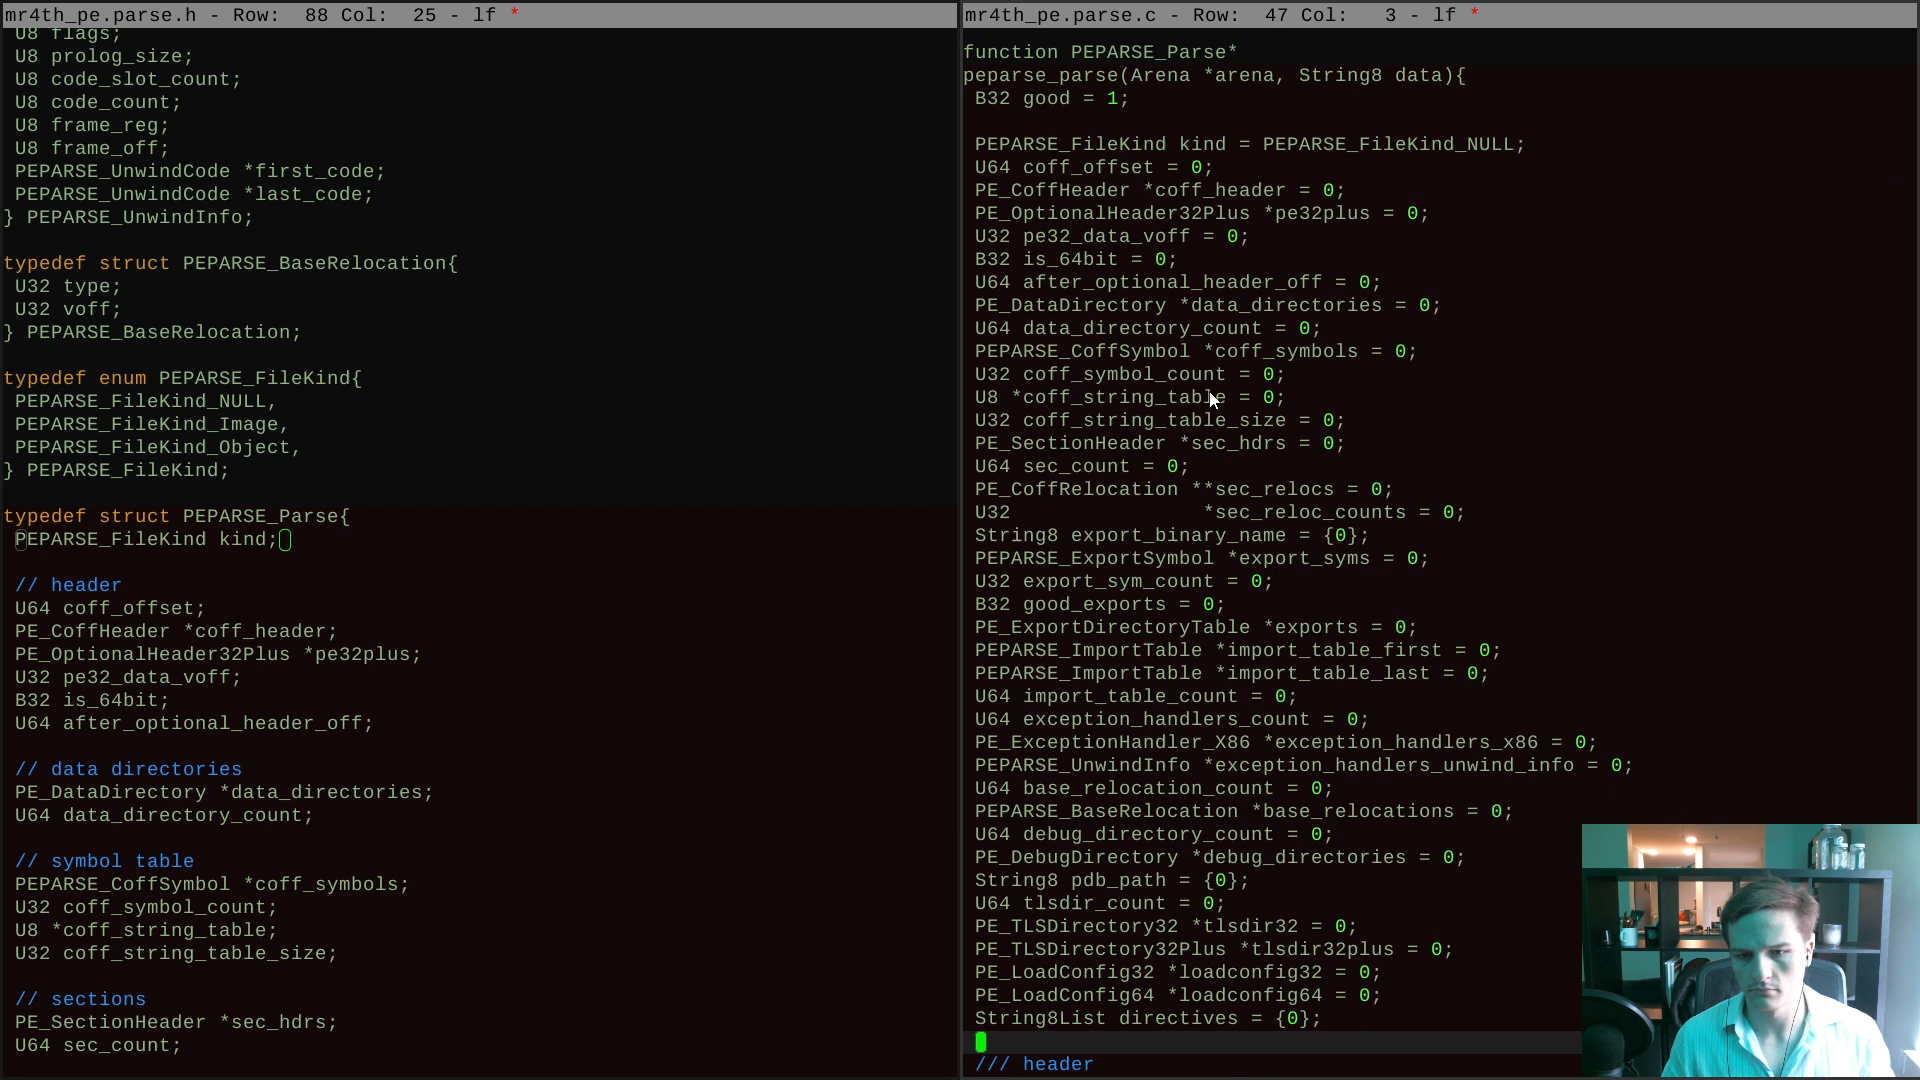 mr4th_pe.parse.h - Row:  88 Col:  25 - lf *
U8 flags;
U8 prolog_size;
U8 code_slot_count;
U8 code_count;
U8 frame_reg;
U8 frame_off;
PEPARSE_UnwindCode *first_code;
PEPARSE_UnwindCode *last_code;
} PEPARSE_UnwindInfo;
typedef struct PEPARSE_BaseRelocation{
U32 type;
U32 voff;
} PEPARSE_BaseRelocation;
typedef enum PEPARSE_FileKind{
PEPARSE_FileKind_NULL,
PEPARSE_FileKind_Image,
PEPARSE_FileKind_Object,
} PEPARSE_FileKind;
typedef struct PEPARSE_Parse{
PEPARSE_FileKind kind;
// header
U64 coff_offset;
PE_CoffHeader *coff_header;
PE_OptionalHeader32Plus *pe32plus;
U32 pe32_data_voff;
B32 is_64bit;
U64 after_optional_header_off;
// data directories
PE_DataDirectory *data_directories;
U64 data_directory_count;
// symbol table
PEPARSE_CoffSymbol *coff_symbols;
U32 coff_symbol_count;
U8 *coff_string_table;
U32 coff_string_table_size;
// sections
PE_SectionHeader *sec_hdrs;
U64 sec_count;
mr4th_pe.parse.c - Row:  47 Col:   3 - lf *
function PEPARSE_Parse*
peparse_parse(Arena *arena, String8 data){
B32 good = 1;
PEPARSE_FileKind kind = PEPARSE_FileKind_NULL;
U64 coff_offset = 0;
PE_CoffHeader *coff_header = 0;
PE_OptionalHeader32Plus *pe32plus = 0;
U32 pe32_data_voff = 0;
B32 is_64bit = 0;
U64 after_optional_header_off = 0;
PE_DataDirectory *data_directories = 0;
U64 data_directory_count = 0;
PEPARSE_CoffSymbol *coff_symbols = 0;
U32 coff_symbol_count = 0;
U8 *coff_string_table = 0;
U32 coff_string_table_size = 0;
PE_SectionHeader *sec_hdrs = 0;
U64 sec_count = 0;
PE_CoffRelocation **sec_relocs = 0;
U32                *sec_reloc_counts = 0;
String8 export_binary_name = {0};
PEPARSE_ExportSymbol *export_syms = 0;
U32 export_sym_count = 0;
B32 good_exports = 0;
PE_ExportDirectoryTable *exports = 0;
PEPARSE_ImportTable *import_table_first = 0;
PEPARSE_ImportTable *import_table_last = 0;
U64 import_table_count = 0;
U64 exception_handlers_count = 0;
PE_ExceptionHandler_X86 *exception_handlers_x86 = 0;
PEPARSE_UnwindInfo *exception_handlers_unwind_info = 0;
U64 base_relocation_count = 0;
PEPARSE_BaseRelocation *base_relocations = 0;
U64 debug_directory_count = 0;
PE_DebugDirectory *debug_directories = 0;
String8 pdb_path = {0};
U64 tlsdir_count = 0;
PE_TLSDirectory32 *tlsdir32 = 0;
PE_TLSDirectory32Plus *tlsdir32plus = 0;
PE_LoadConfig32 *loadconfig32 = 0;
PE_LoadConfig64 *loadconfig64 = 0;
String8List directives = {0};
/// header